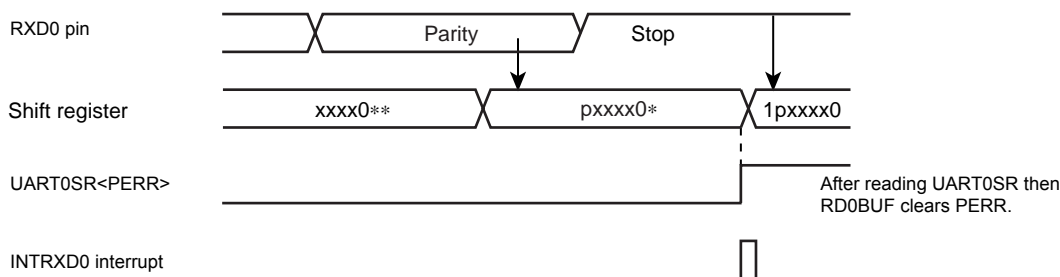 RXD0 pin
Parity
Stop
Shift register
xxxx0**
pxxxx0*
1pxxxx0
UART0SR<PERR>
After reading UART0SR then
RD0BUF clears PERR.
INTRXD0 interrupt